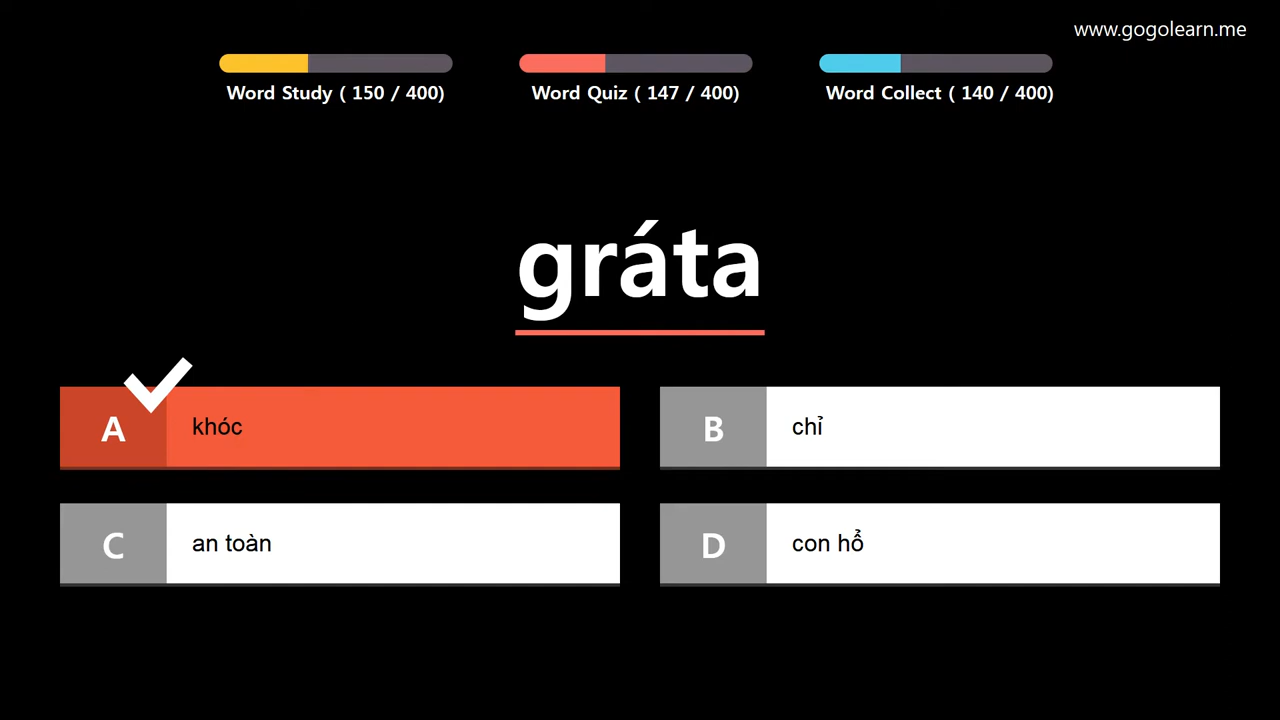 www.gogolearn.me
Word Study ( 150 / 400)
Word Quiz ( 147 / 400)
Word Collect ( 140 / 400)
gráta
A khóc
B chỉ
C an toàn
D con hổ